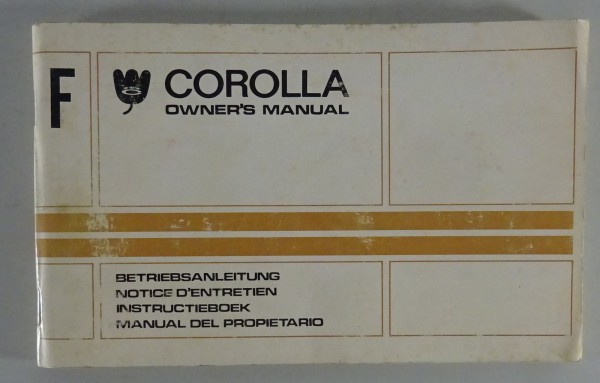 F
COROLLA
OWNER'S MANUAL
BETRIEBSANLEITUNG
NOTICE D'ENTRETIEN
INSTRUCTIEBOEK
MANUAL DEL PROPIETARIO